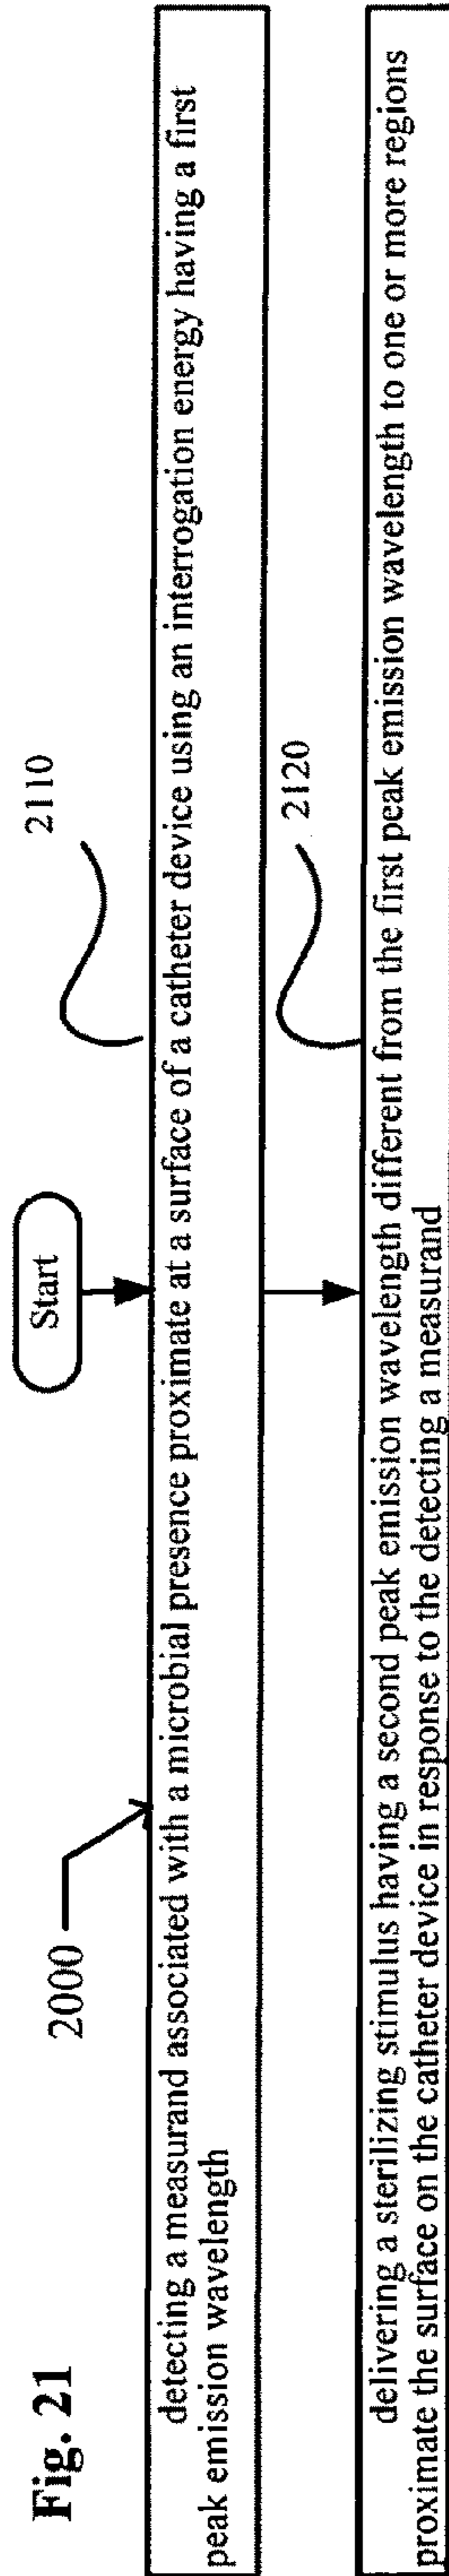 Fig. 21
Start
2000
2110
detecting a measurand associated with a microbial presence proximate at a surface of a catheter device using an interrogation energy having a first
peak emission wavelength
2120
delivering a sterilizing stimulus having a second peak emission wavelength different from the first peak emission wavelength to one or more regions
proximate the surface on the catheter device in response to the detecting a measurand